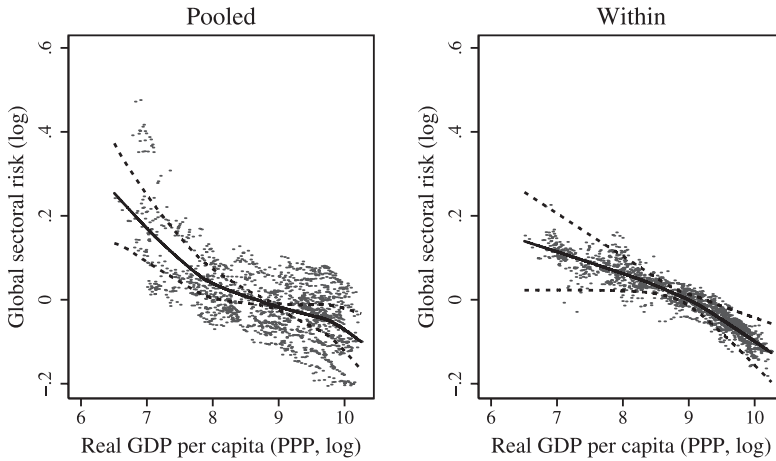 Pooled
Global sectoral risk (log)
.6
.4
.2
0
−.2
6 7 8 9 10
Real GDP per capita (PPP, log)
Within
Global sectoral risk (log)
.6
.4
.2
0
−.2
6 7 8 9 10
Real GDP per capita (PPP, log)